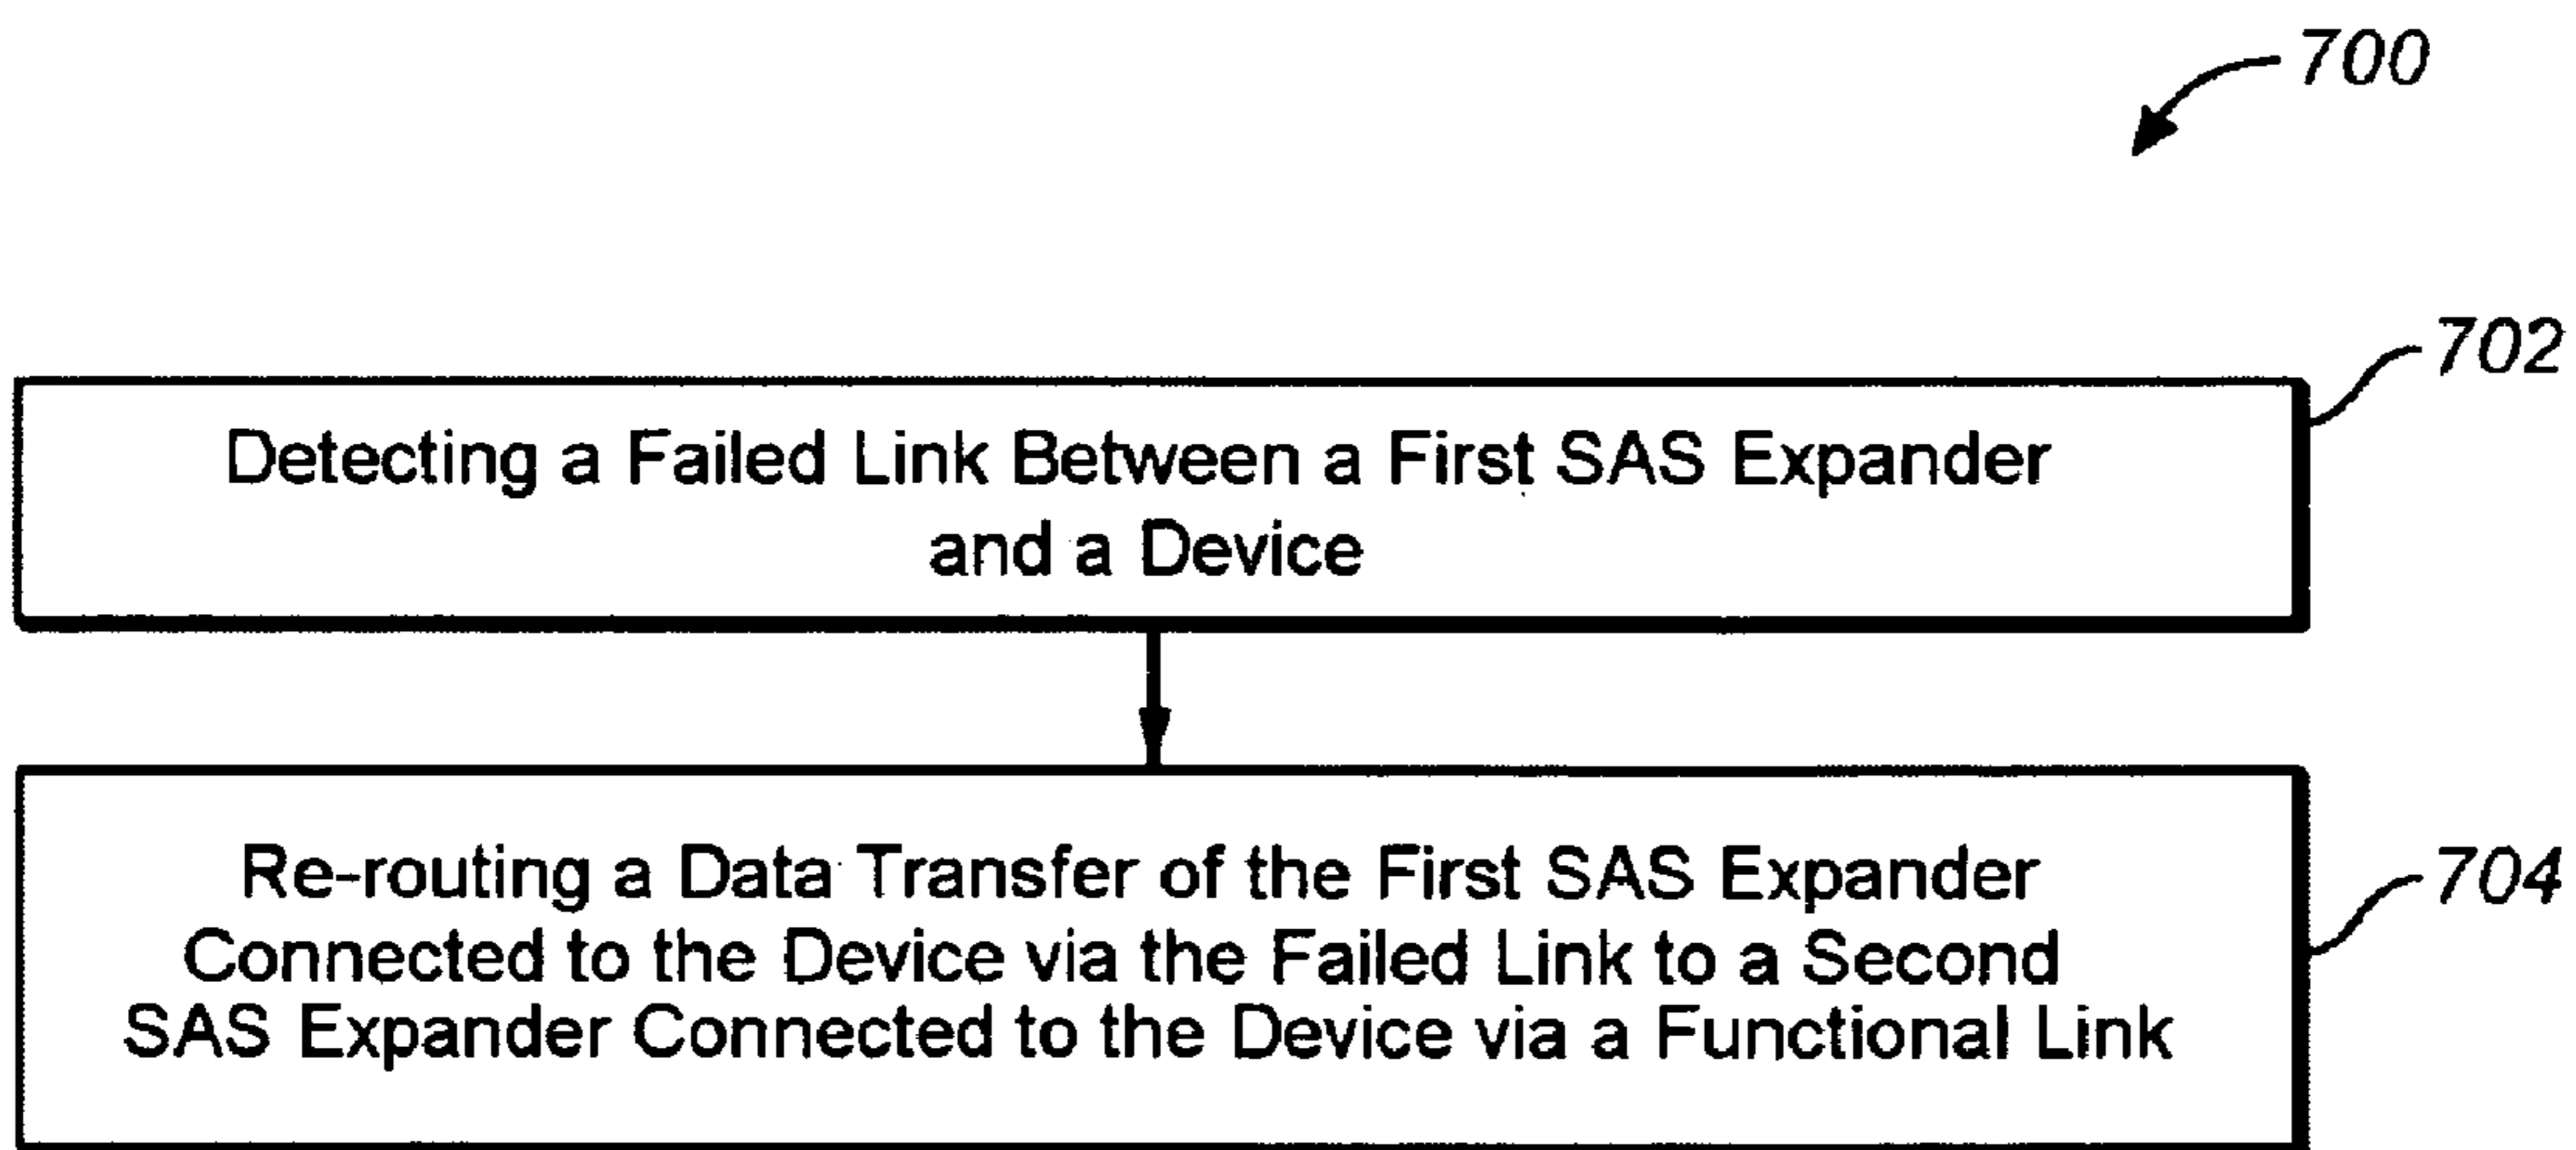 700
702
Detecting a Failed Link Between a First SAS Expander
and a Device
Re-routing a Data Transfer of the First SAS Expander
704
Connected to the Device via the Failed Link to a Second
SAS Expander Connected to the Device via a Functional Link